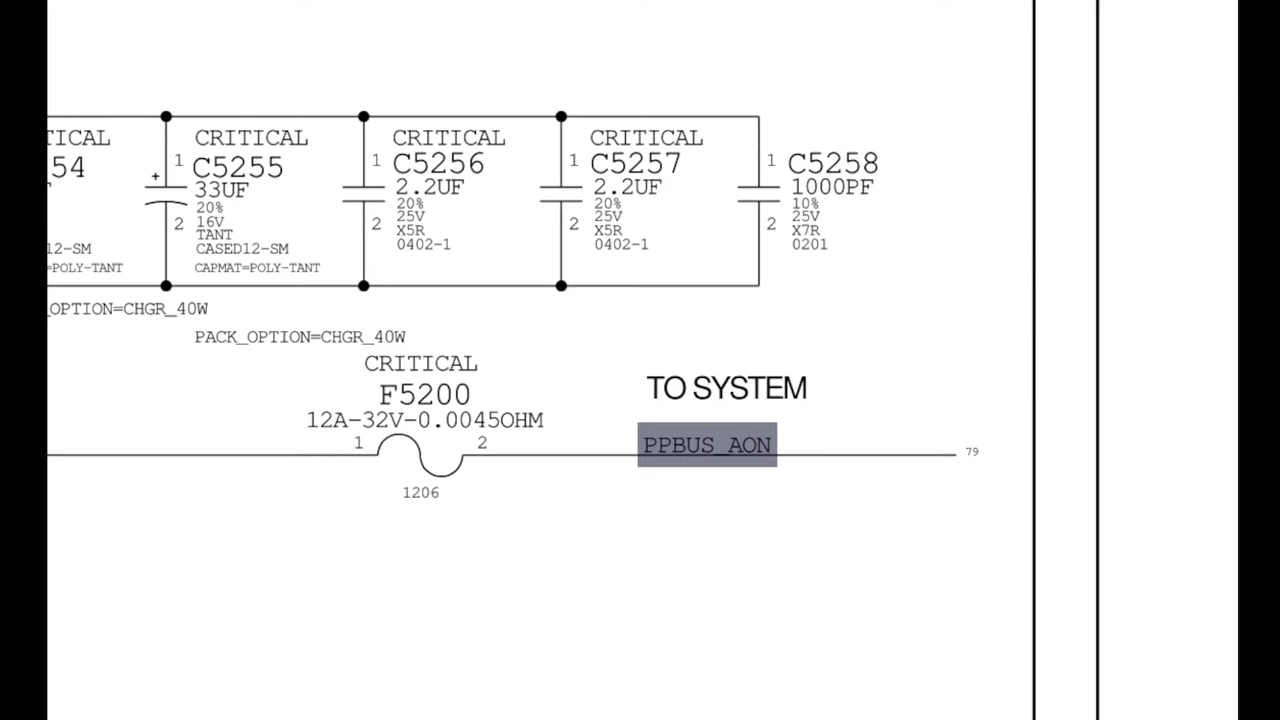 TICAL
54
12-SM
=POLY-TANT
_OPTION=CHGR_40W
CRITICAL
1
C5255
+
33UF
20%
16V
2
TANT
CASED12-SM
CAPMAT=POLY-TANT
PACK_OPTION=CHGR_40W
CRITICAL
1
C5256
2.2UF
20%
25V
2
X5R
0402-1
CRITICAL
1
C5257
2.2UF
20%
25V
2
X5R
0402-1
1
C5258
1000PF
10%
25V
2
X7R
0201
CRITICAL
F5200
12A-32V-0.0045OHM
1
2
1206
TO SYSTEM
PPBUS_AON
79